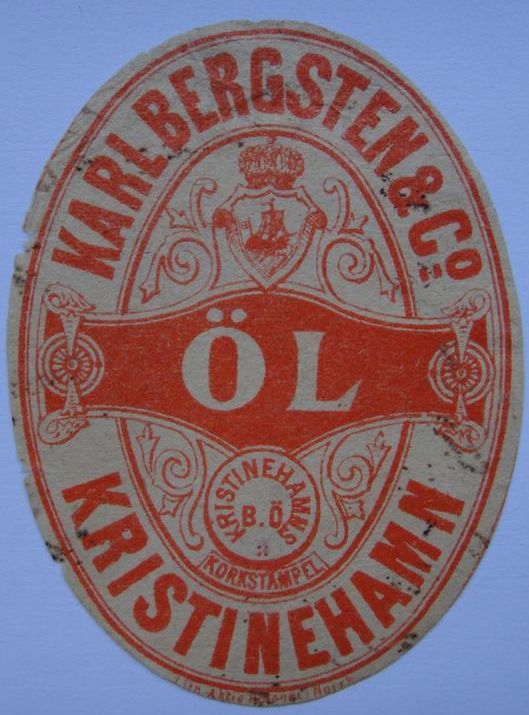 KARL BERGSTEN & Co
ÖL
KRISTINEHAMNS
B.Ö.
KORKSTÄMPEL
KRISTINEHAMN